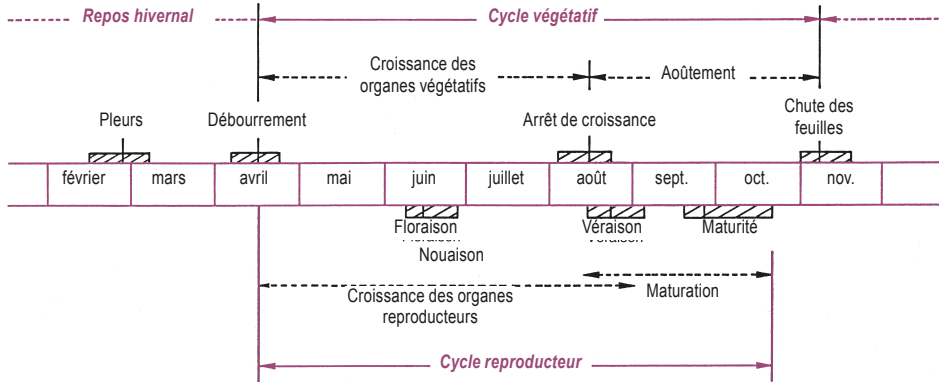 Repos hivernal
Cycle végétatif
Croissance des
organes végétatifs
Aoûtement
Pleurs
Débourrement
Arrêt de croissance
Chute des
feuilles
février
mars
avril
mai
juin
juillet
août
sept.
oct.
nov.
Floraison
Véraison
Maturité
Floraison
Véraison
Nouaison
Croissance des organes
reproducteurs
Maturation
Cycle reproducteur